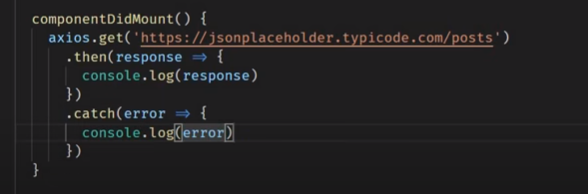 componentDidMount() {
axios.get('https://jsonplaceholder.typicode.com/posts')
.then(response => {
console.log(response)
})
.catch(error => {
console.log(error)
})
}